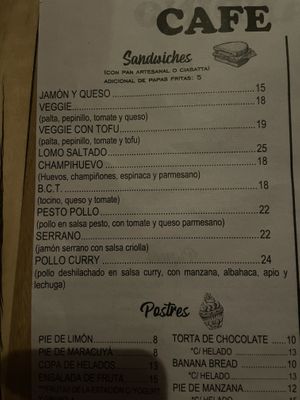 CAFE
Sandwiches
(CON PAN ARTESANAL O CIABATTA)
ADICIONAL DE PAPAS FRITAS: 5
JAMÓN Y QUESO 15
VEGGIE 18
(palta, pepinillo, tomate y queso)
VEGGIE CON TOFU 19
(palta, pepinillo, tomate y tofu)
LOMO SALTADO 25
CHAMPIHUEVO 18
(Huevos, champiñones, espinaca y parmesano)
B.C.T. 18
(tocino, queso y tomate)
PESTO POLLO 22
(pollo en salsa pesto, con tomate y queso parmesano)
SERRANO 22
(jamón serrano con salsa criolla)
POLLO CURRY 24
(pollo deshilachado en salsa curry, con manzana, albahaca, apio y
lechuga)
Postres
PIE DE LIMÓN 8
PIE DE MARACUYÁ 8
COPA DE HELADOS 13
ENSALADA DE FRUTA 15
TORTA DE CHOCOLATE 10
*C/ HELADO 13
BANANA BREAD 10
*C/ HELADO 13
PIE DE MANZANA 12